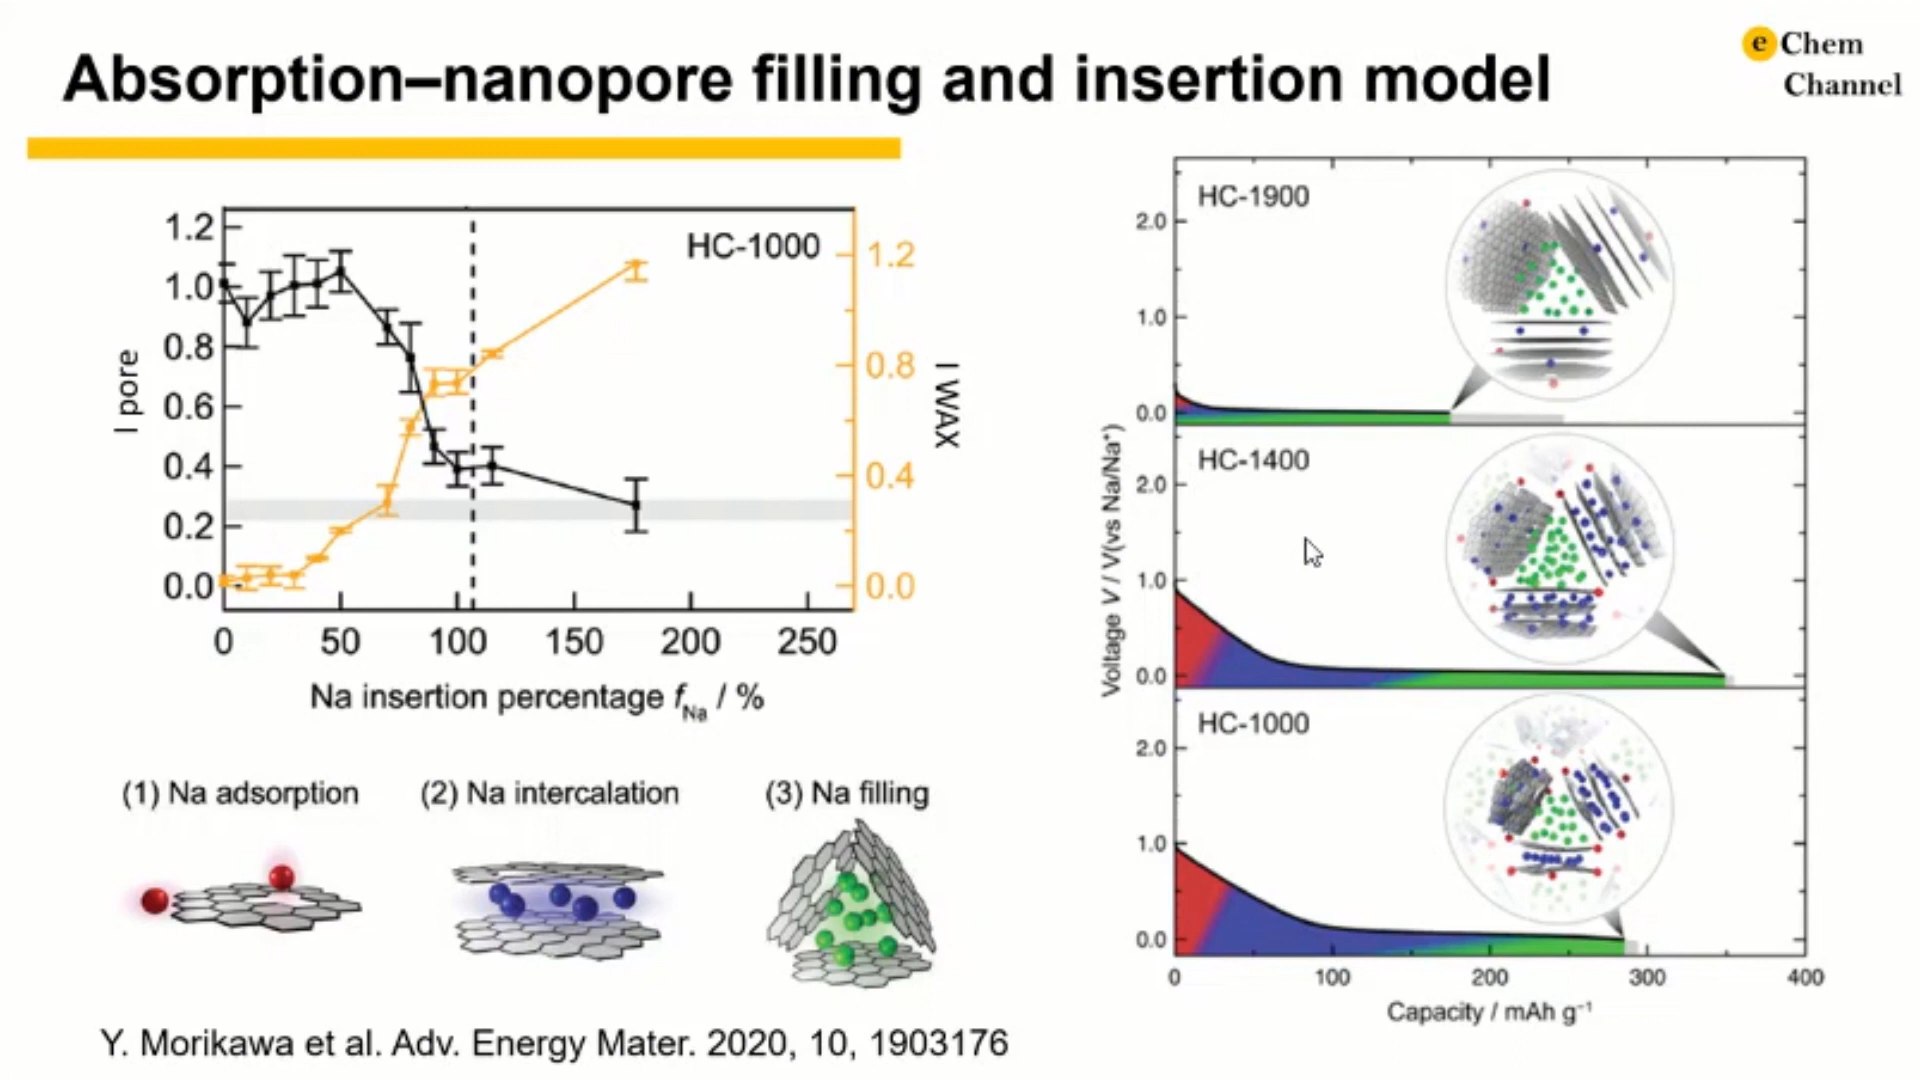 Absorption–nanopore filling and insertion model
e Chem
Channel
HC-1000
1.2
1.0
0.8
0.6
0.4
0.2
0.0
I pore
1.2
0.8
0.4
0.0
I WAX
0 50 100 150 200 250
Na insertion percentage fNa / %
(1) Na adsorption (2) Na intercalation (3) Na filling
Y. Morikawa et al. Adv. Energy Mater. 2020, 10, 1903176
HC-1900
2.0
1.0
0.0
HC-1400
2.0
1.0
0.0
HC-1000
2.0
1.0
0.0
Voltage V / V(vs Na/Na⁺)
0 100 200 300 400
Capacity / mAh g⁻¹